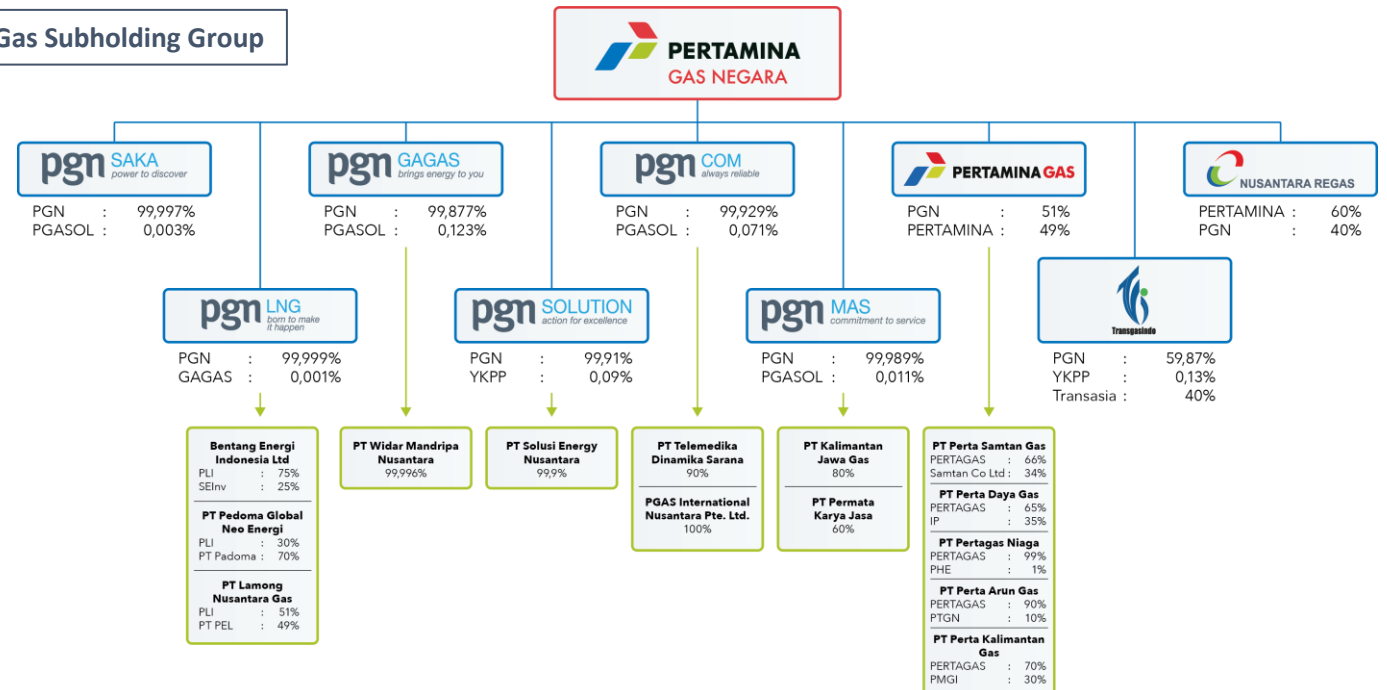 Gas Subholding Group
PERTAMINA
GAS NEGARA
pgn SAKA
power to discover
PGN : 99,997%
PGASOL : 0,003%
pgn GAGAS
brings energy to you
PGN : 99,877%
PGASOL : 0,123%
pgn COM
always reliable
PGN : 99,929%
PGASOL : 0,071%
PERTAMINA GAS
PGN : 51%
PERTAMINA : 49%
NUSANTARA REGAS
PERTAMINA : 60%
PGN : 40%
pgn LNG
born to make
it happen
PGN : 99,999%
GAGAS : 0,001%
pgn SOLUTION
action for excellence
PGN : 99,91%
YKPP : 0,09%
pgn MAS
commitment to service
PGN : 99,989%
PGASOL : 0,011%
Transgasindo
PGN : 59,87%
YKPP : 0,13%
Transasia : 40%
Bentang Energi
Indonesia Ltd
PLI : 75%
SEInv : 25%
PT Pedoma Global
Neo Energi
PLI : 30%
PT Padoma : 70%
PT Lamong
Nusantara Gas
PLI : 51%
PT PEL : 49%
PT Widar Mandripa
Nusantara
99,996%
PT Solusi Energy
Nusantara
99,9%
PT Telemedika
Dinamika Sarana
90%
PGAS International
Nusantara Pte. Ltd.
100%
PT Kalimantan
Jawa Gas
80%
PT Permata
Karya Jasa
60%
PT Perta Samtan Gas
PERTAGAS : 66%
Samtan Co Ltd : 34%
PT Perta Daya Gas
PERTAGAS : 65%
IP : 35%
PT Pertagas Niaga
PERTAGAS : 99%
PHE : 1%
PT Perta Arun Gas
PERTAGAS : 90%
PTGN : 10%
PT Perta Kalimantan
Gas
PERTAGAS : 70%
PMGI : 30%